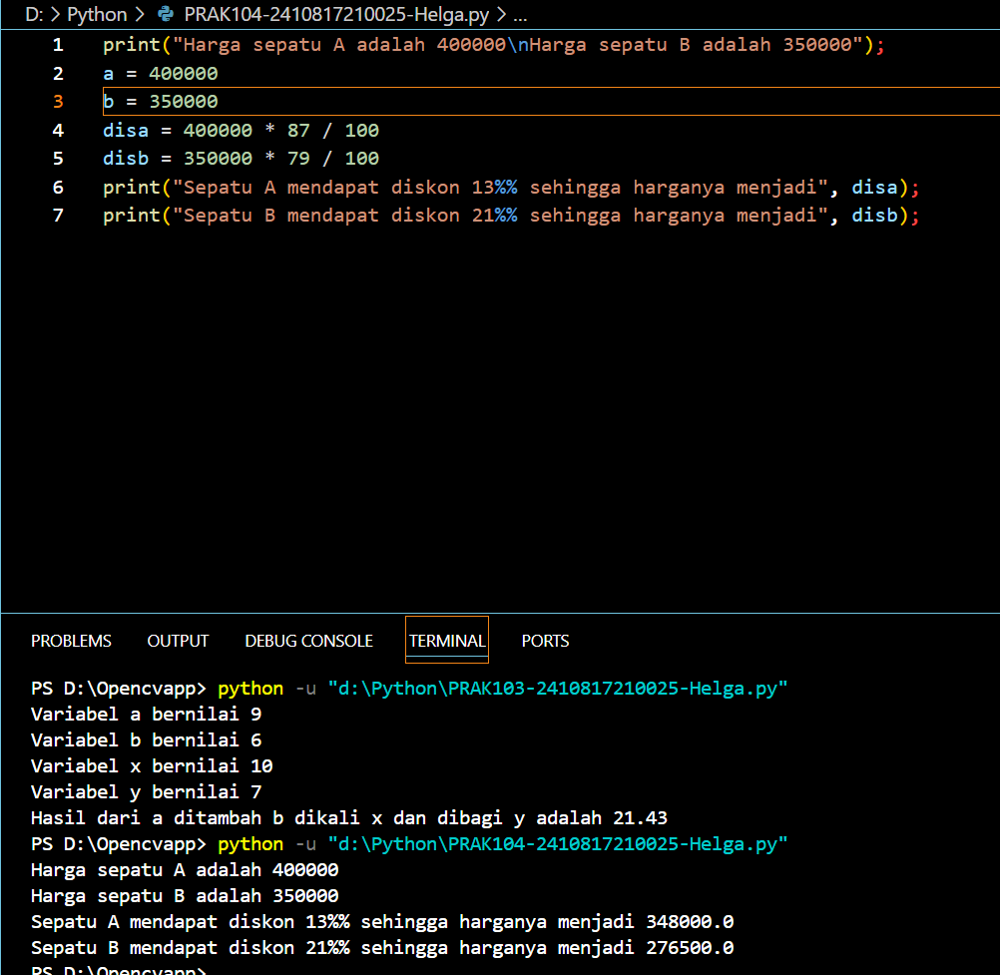 D: > Python > PRAK104-2410817210025-Helga.py > ...
1 print("Harga sepatu A adalah 400000\nHarga sepatu B adalah 350000");
2 a = 400000
3 b = 350000
4 disa = 400000 * 87 / 100
5 disb = 350000 * 79 / 100
6 print("Sepatu A mendapat diskon 13%% sehingga harganya menjadi", disa);
7 print("Sepatu B mendapat diskon 21%% sehingga harganya menjadi", disb);
PROBLEMS OUTPUT DEBUG CONSOLE TERMINAL PORTS
PS D:\Opencvapp> python -u "d:\Python\PRAK103-2410817210025-Helga.py"
Variabel a bernilai 9
Variabel b bernilai 6
Variabel x bernilai 10
Variabel y bernilai 7
Hasil dari a ditambah b dikali x dan dibagi y adalah 21.43
PS D:\Opencvapp> python -u "d:\Python\PRAK104-2410817210025-Helga.py"
Harga sepatu A adalah 400000
Harga sepatu B adalah 350000
Sepatu A mendapat diskon 13%% sehingga harganya menjadi 348000.0
Sepatu B mendapat diskon 21%% sehingga harganya menjadi 276500.0
PS D:\Opencvapp>